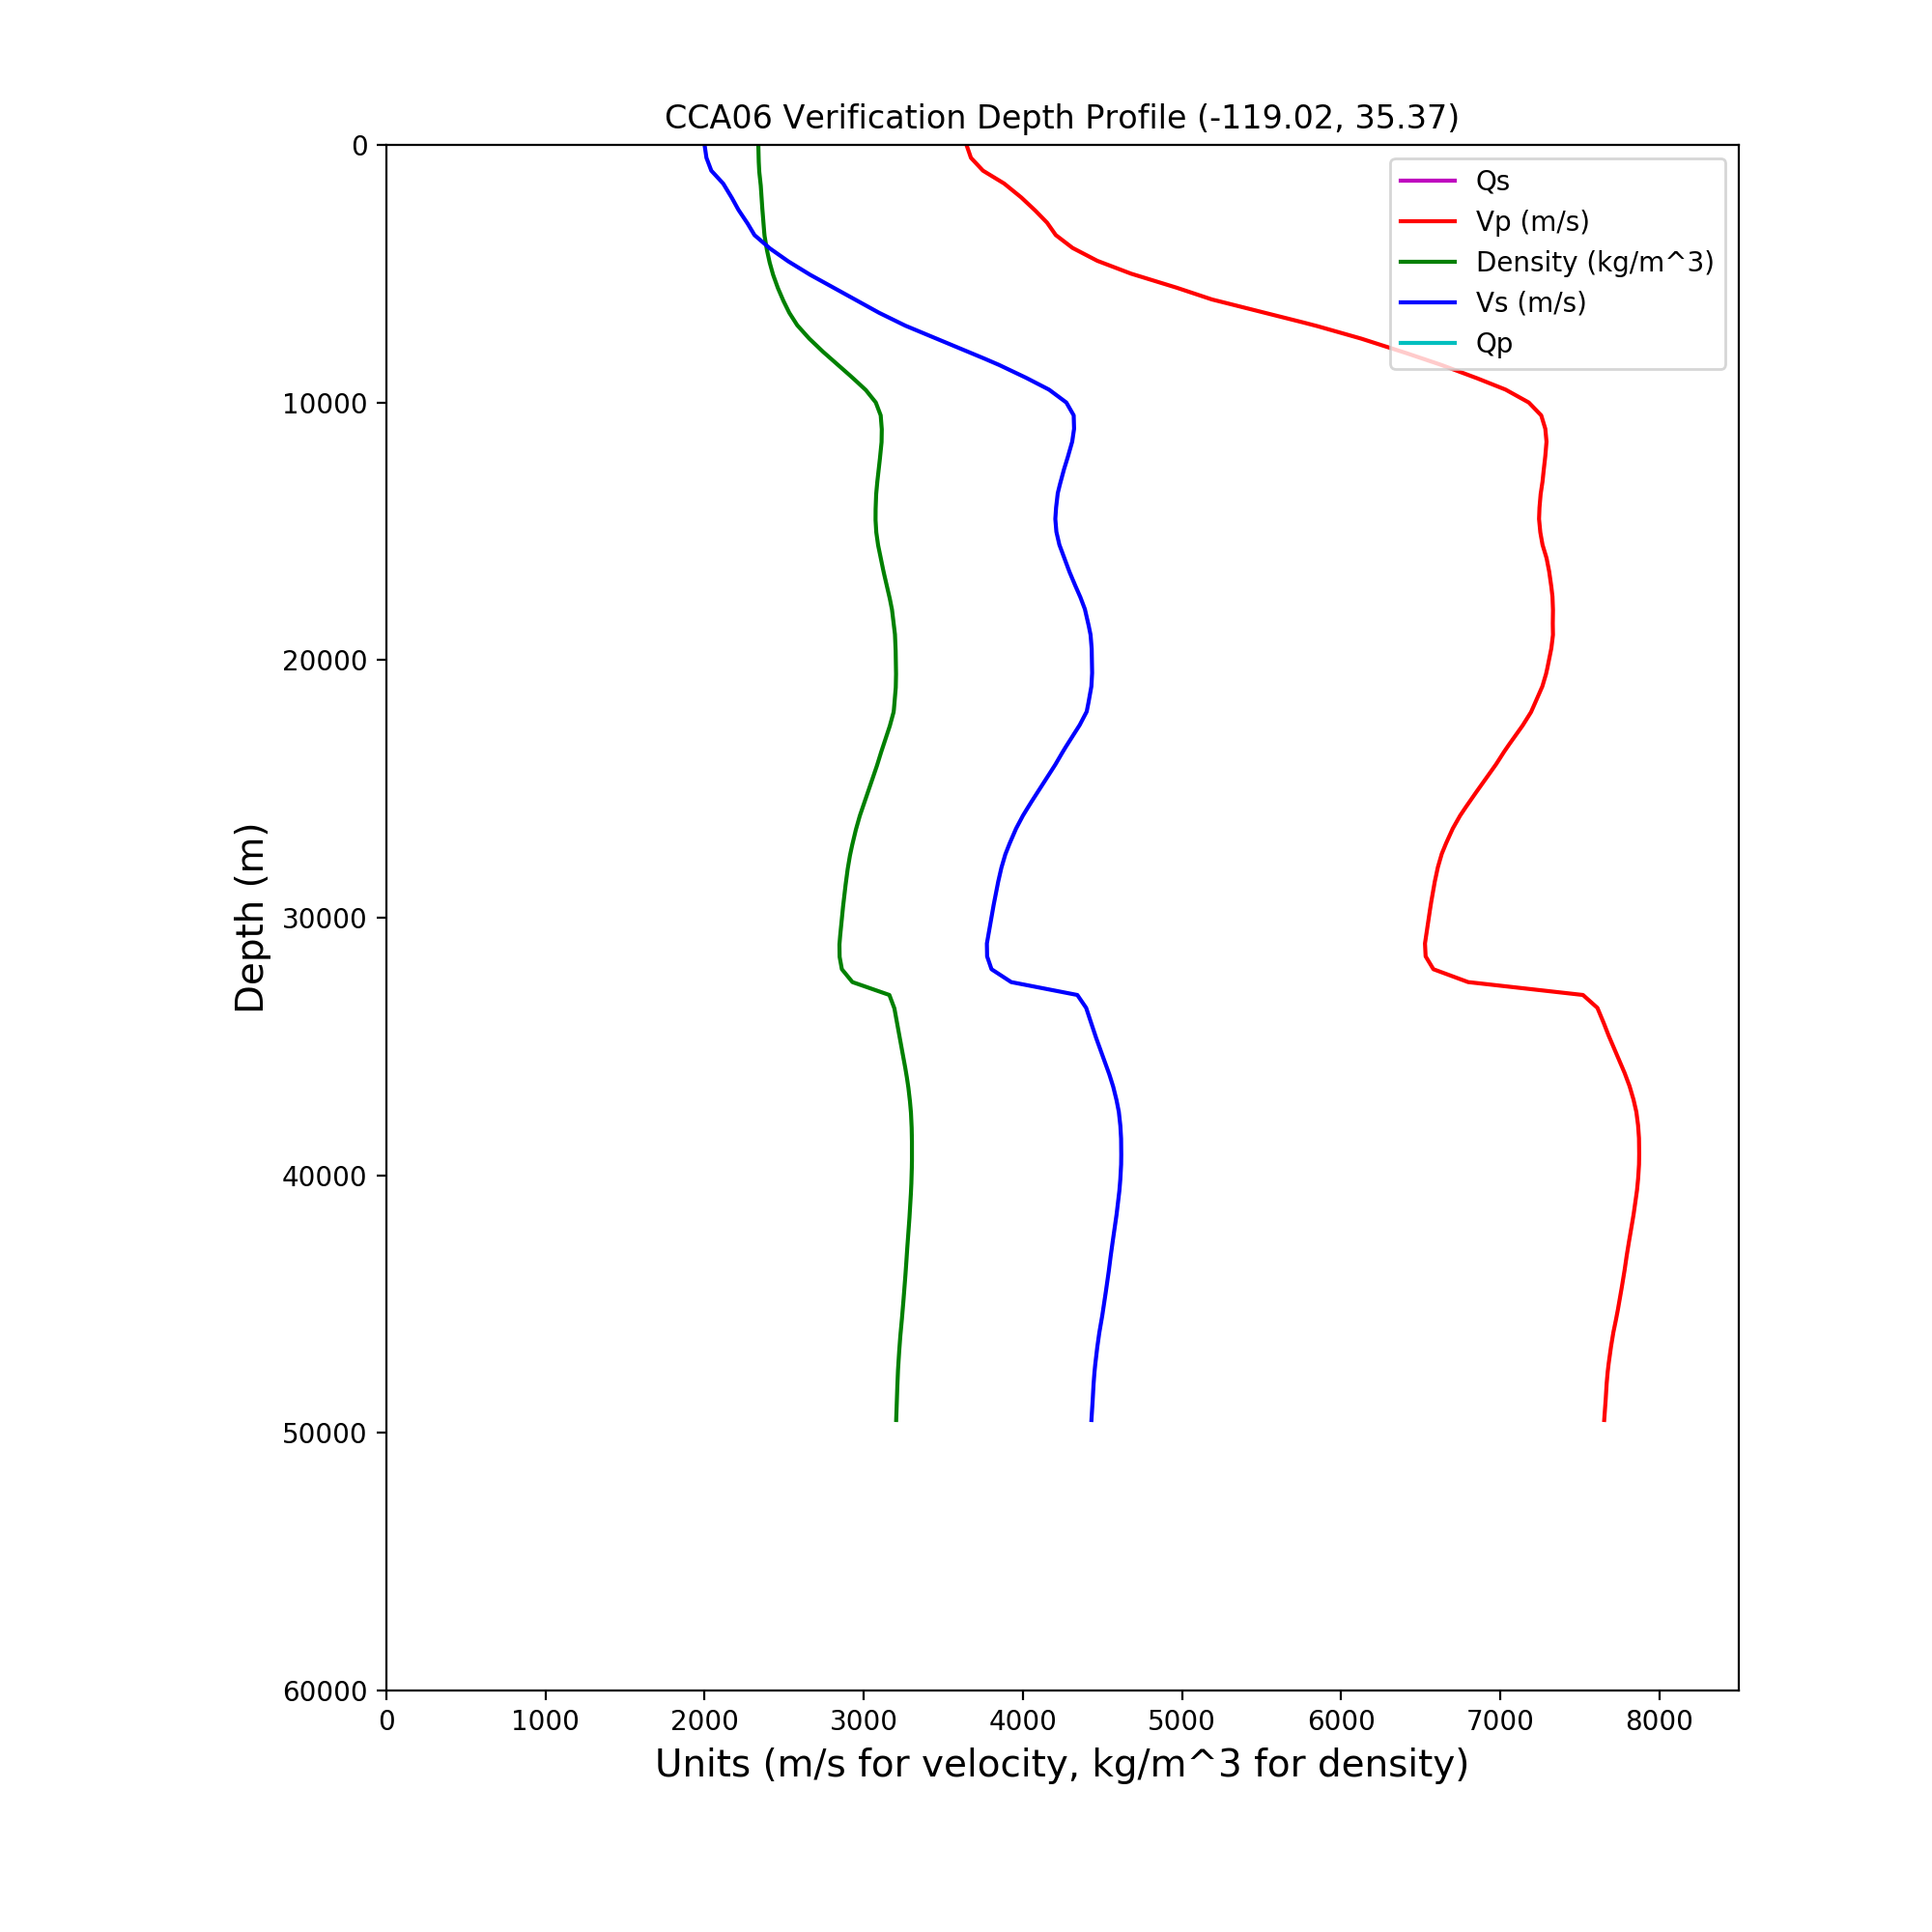 CCA06 Verification Depth Profile (-119.02, 35.37)
Qs
Vp (m/s)
Density (kg/m^3)
Vs (m/s)
Qp
Depth (m)
0
10000
20000
30000
40000
50000
60000
0 1000 2000 3000 4000 5000 6000 7000 8000
Units (m/s for velocity, kg/m^3 for density)